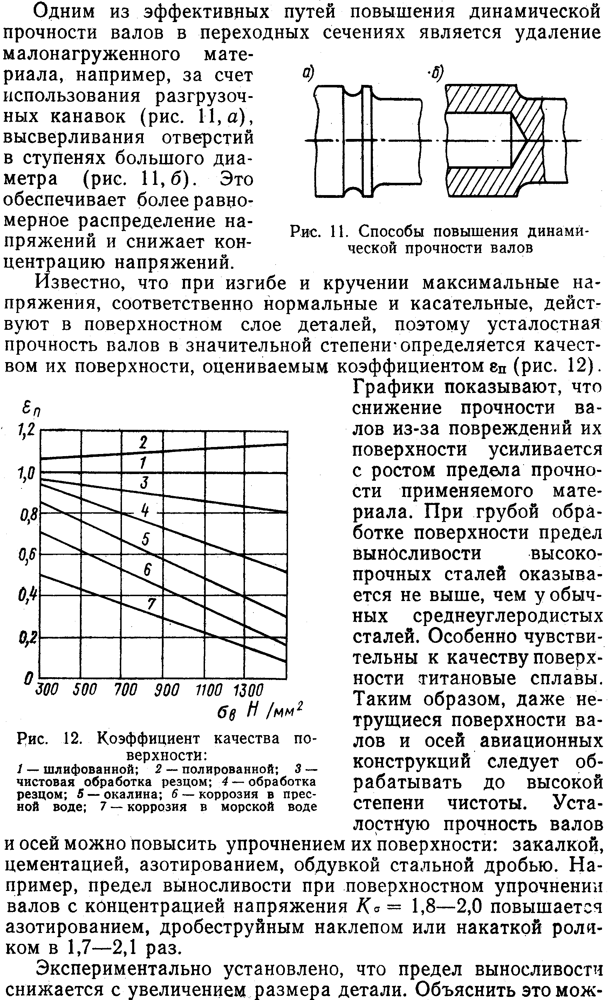 Одним из эффективных путей повышения динамической
прочности валов в переходных сечениях является удаление
малонагруженного мате-
риала, например, за счет
использования разгрузоч-
ных канавок (рис. 11, а),
высверливания отверстий
в ступенях большого диа-
метра (рис. 11, б). Это
обеспечивает более равно-
мерное распределение на-
пряжений и снижает кон-
центрацию напряжений.
а) б)
Рис. 11. Способы повышения динами-
ческой прочности валов
Известно, что при изгибе и кручении максимальные на-
пряжения, соответственно нормальные и касательные, дейст-
вуют в поверхностном слое деталей, поэтому усталостная
прочность валов в значительной степени определяется качест-
вом их поверхности, оцениваемым коэффициентом εп (рис. 12).
Графики показывают, что
снижение прочности ва-
лов из-за повреждений их
поверхности усиливается
с ростом предела прочно-
сти применяемого мате-
риала. При грубой обра-
ботке поверхности предел
выносливости высоко-
прочных сталей оказыва-
ется не выше, чем у обыч-
ных среднеуглеродистых
сталей. Особенно чувстви-
тельны к качеству поверх-
ности титановые сплавы.
Таким образом, даже не-
трущиеся поверхности ва-
лов и осей авиационных
конструкций следует об-
рабатывать до высокой
степени чистоты. Уста-
лостную прочность валов
εп
1,2
2
1
1,0
3
0,8
4
5
0,6
6
0,4
7
0,2
0
300 500 700 900 1100 1300
σв Н /мм²
Рис. 12. Коэффициент качества по-
верхности:
1 — шлифованной; 2 — полированной; 3 —
чистовая обработка резцом; 4 — обработка
резцом; 5 — окалина; 6 — коррозия в прес-
ной воде; 7 — коррозия в морской воде
и осей можно повысить упрочнением их поверхности: закалкой,
цементацией, азотированием, обдувкой стальной дробью. На-
пример, предел выносливости при поверхностном упрочнении
валов с концентрацией напряжения Kσ = 1,8—2,0 повышается
азотированием, дробеструйным наклепом или накаткой роли-
ком в 1,7—2,1 раз.
Экспериментально установлено, что предел выносливости
снижается с увеличением размера детали. Объяснить это мож-